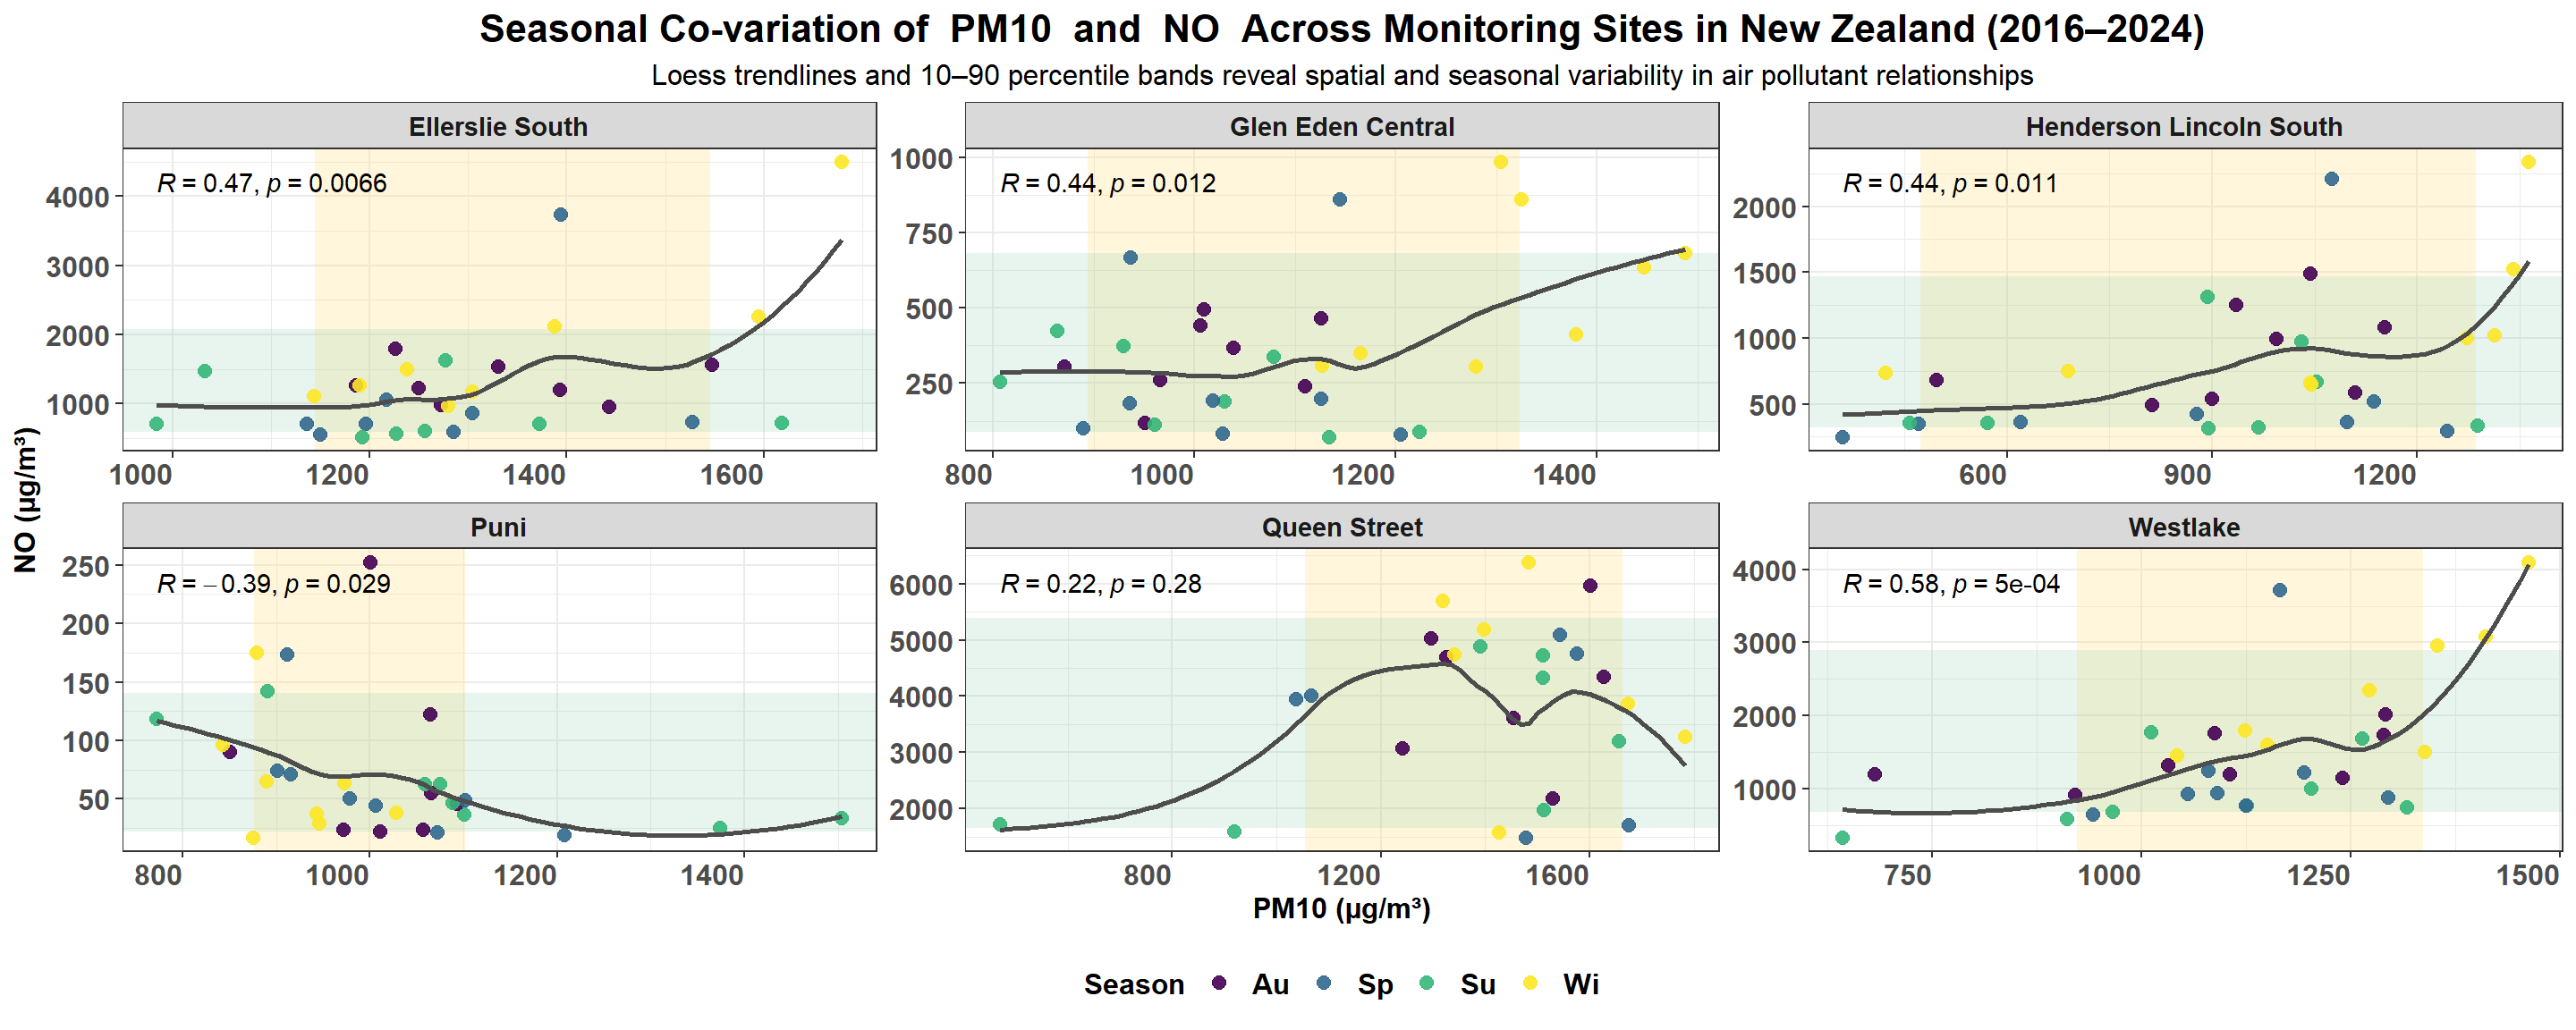 Seasonal Co-variation of  PM10  and  NO  Across Monitoring Sites in New Zealand (2016–2024)
Loess trendlines and 10–90 percentile bands reveal spatial and seasonal variability in air pollutant relationships
Ellerslie South
Glen Eden Central
Henderson Lincoln South
R = 0.47, p = 0.0066
R = 0.44, p = 0.012
R = 0.44, p = 0.011
4000
3000
2000
1000
1000
750
500
250
2000
1500
1000
500
1000 1200 1400 1600
800 1000 1200 1400
600 900 1200
NO (µg/m³)
Puni
Queen Street
Westlake
R = −0.39, p = 0.029
R = 0.22, p = 0.28
R = 0.58, p = 5e-04
250
200
150
100
50
6000
5000
4000
3000
2000
4000
3000
2000
1000
800 1000 1200 1400
800 1200 1600
750 1000 1250 1500
PM10 (µg/m³)
Season Au Sp Su Wi